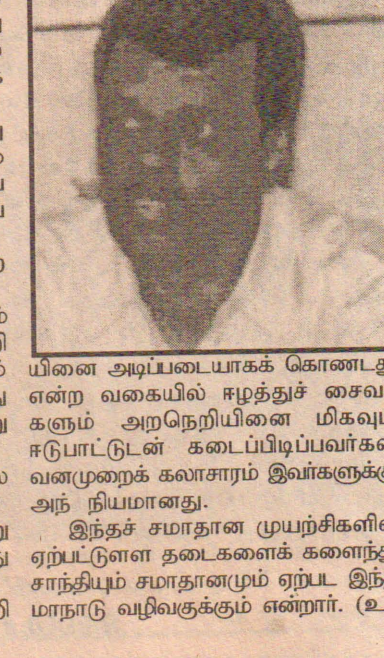 யினை அடிப்படையாகக் கொணடது
என்ற வகையில் ஈழத்துச் சைவ
களும் அறநெறியினை மிகவும்
ஈடுபாட்டுடன் கடைப்பிடிப்பவர்கள
வனமுறைக் கலாசாரம் இவர்களுக்கு
அந் நியமானது.
இந்தச் சமாதான முயற்சிகளில்
ஏற்பட்டுளள தடைகளைக் களைந்து
சாந்தியும் சமாதானமும் ஏற்பட இந்த
மாநாடு வழிவகுக்கும் என்றார். (உ